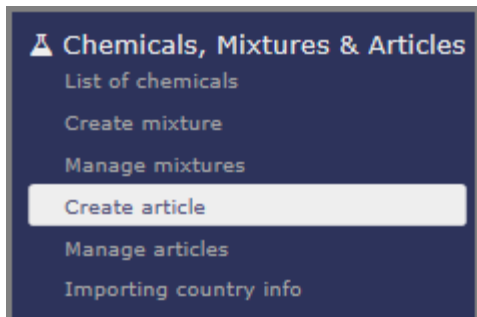 Chemicals, Mixtures & Articles
List of chemicals
Create mixture
Manage mixtures
Create article
Manage articles
Importing country info